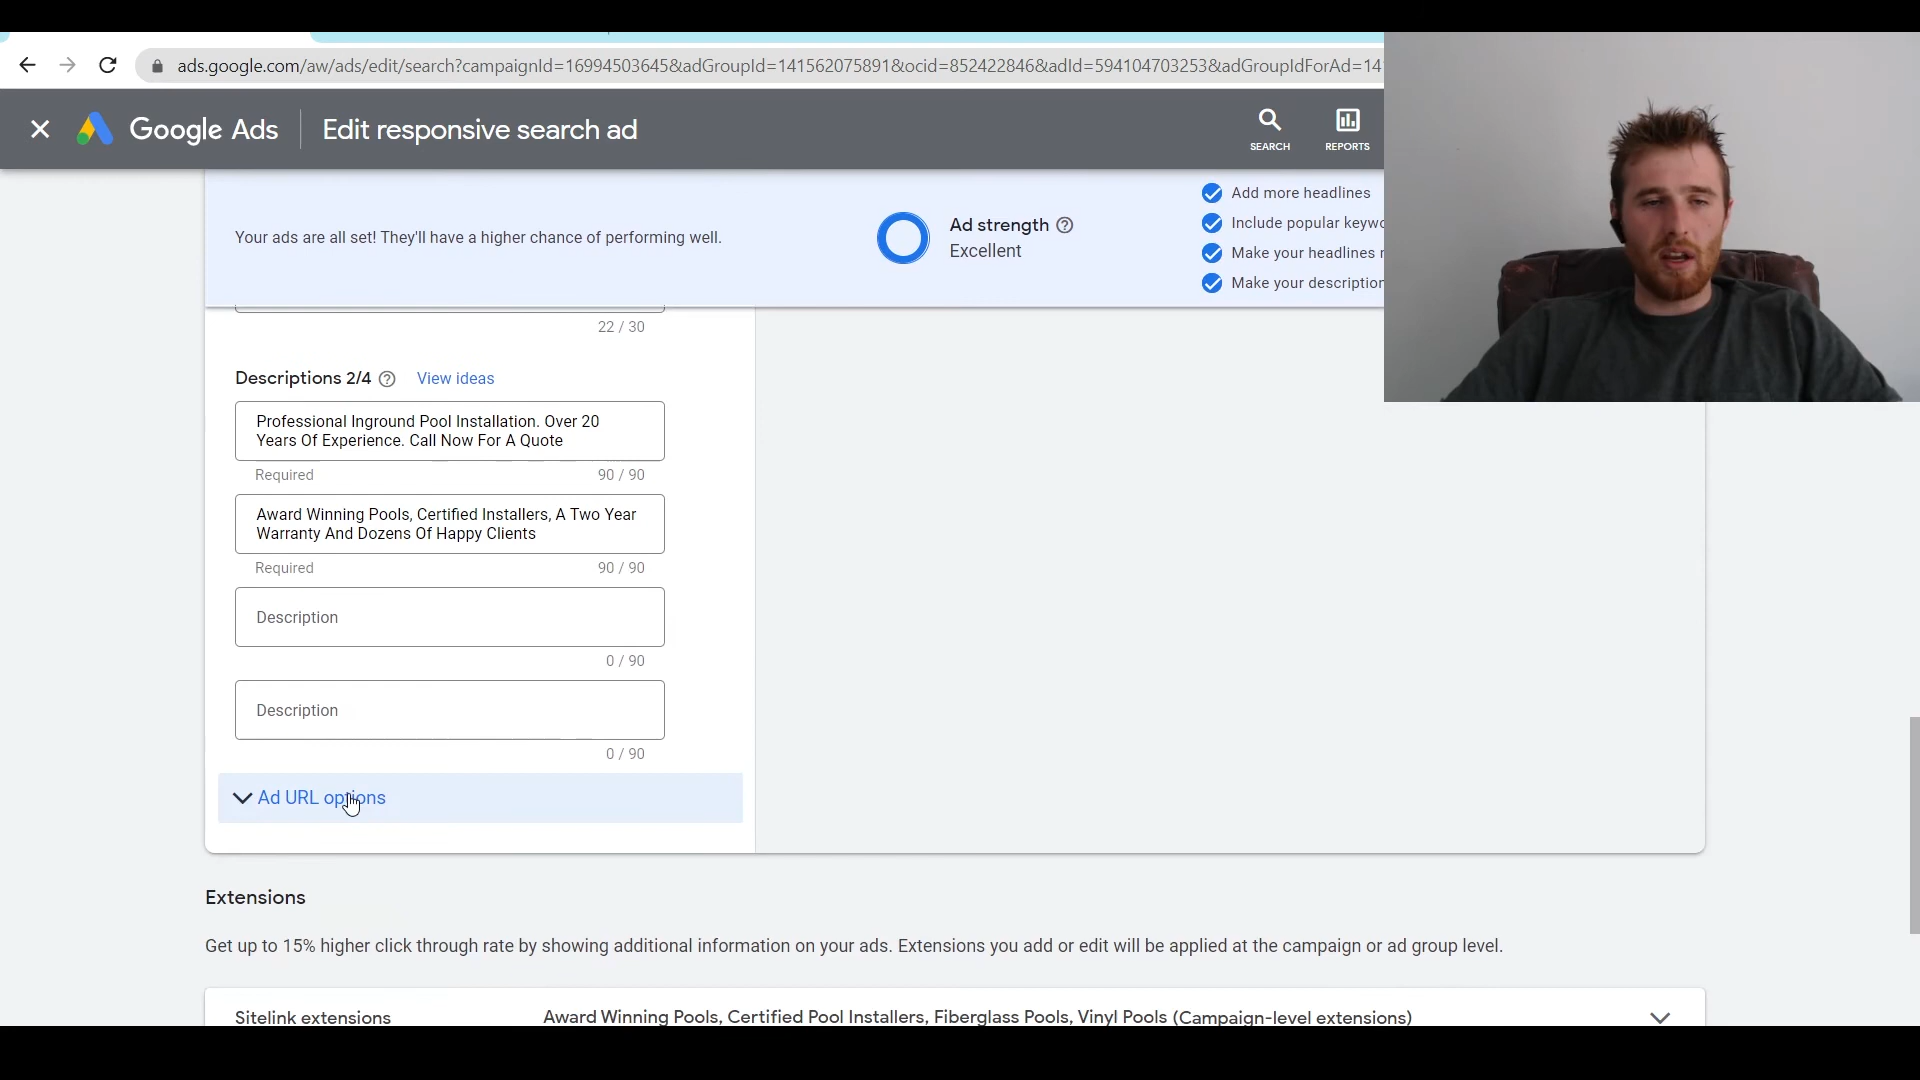 ads.google.com/aw/ads/edit/search?campaignId=16994503645&adGroupId=141562075891&ocid=852422846&adId=594104703253&adGroupIdForAd=141
Google Ads
Edit responsive search ad
SEARCH
REPORTS
Your ads are all set! They'll have a higher chance of performing well.
Ad strength
Excellent
Add more headlines
Include popular keywo
Make your headlines
Make your description
22 / 30
Descriptions 2/4
View ideas
Professional Inground Pool Installation. Over 20
Years Of Experience. Call Now For A Quote
Required
90 / 90
Award Winning Pools, Certified Installers, A Two Year
Warranty And Dozens Of Happy Clients
Required
90 / 90
Description
0 / 90
Description
0 / 90
Ad URL options
Extensions
Get up to 15% higher click through rate by showing additional information on your ads. Extensions you add or edit will be applied at the campaign or ad group level.
Sitelink extensions
Award Winning Pools, Certified Pool Installers, Fiberglass Pools, Vinyl Pools (Campaign-level extensions)